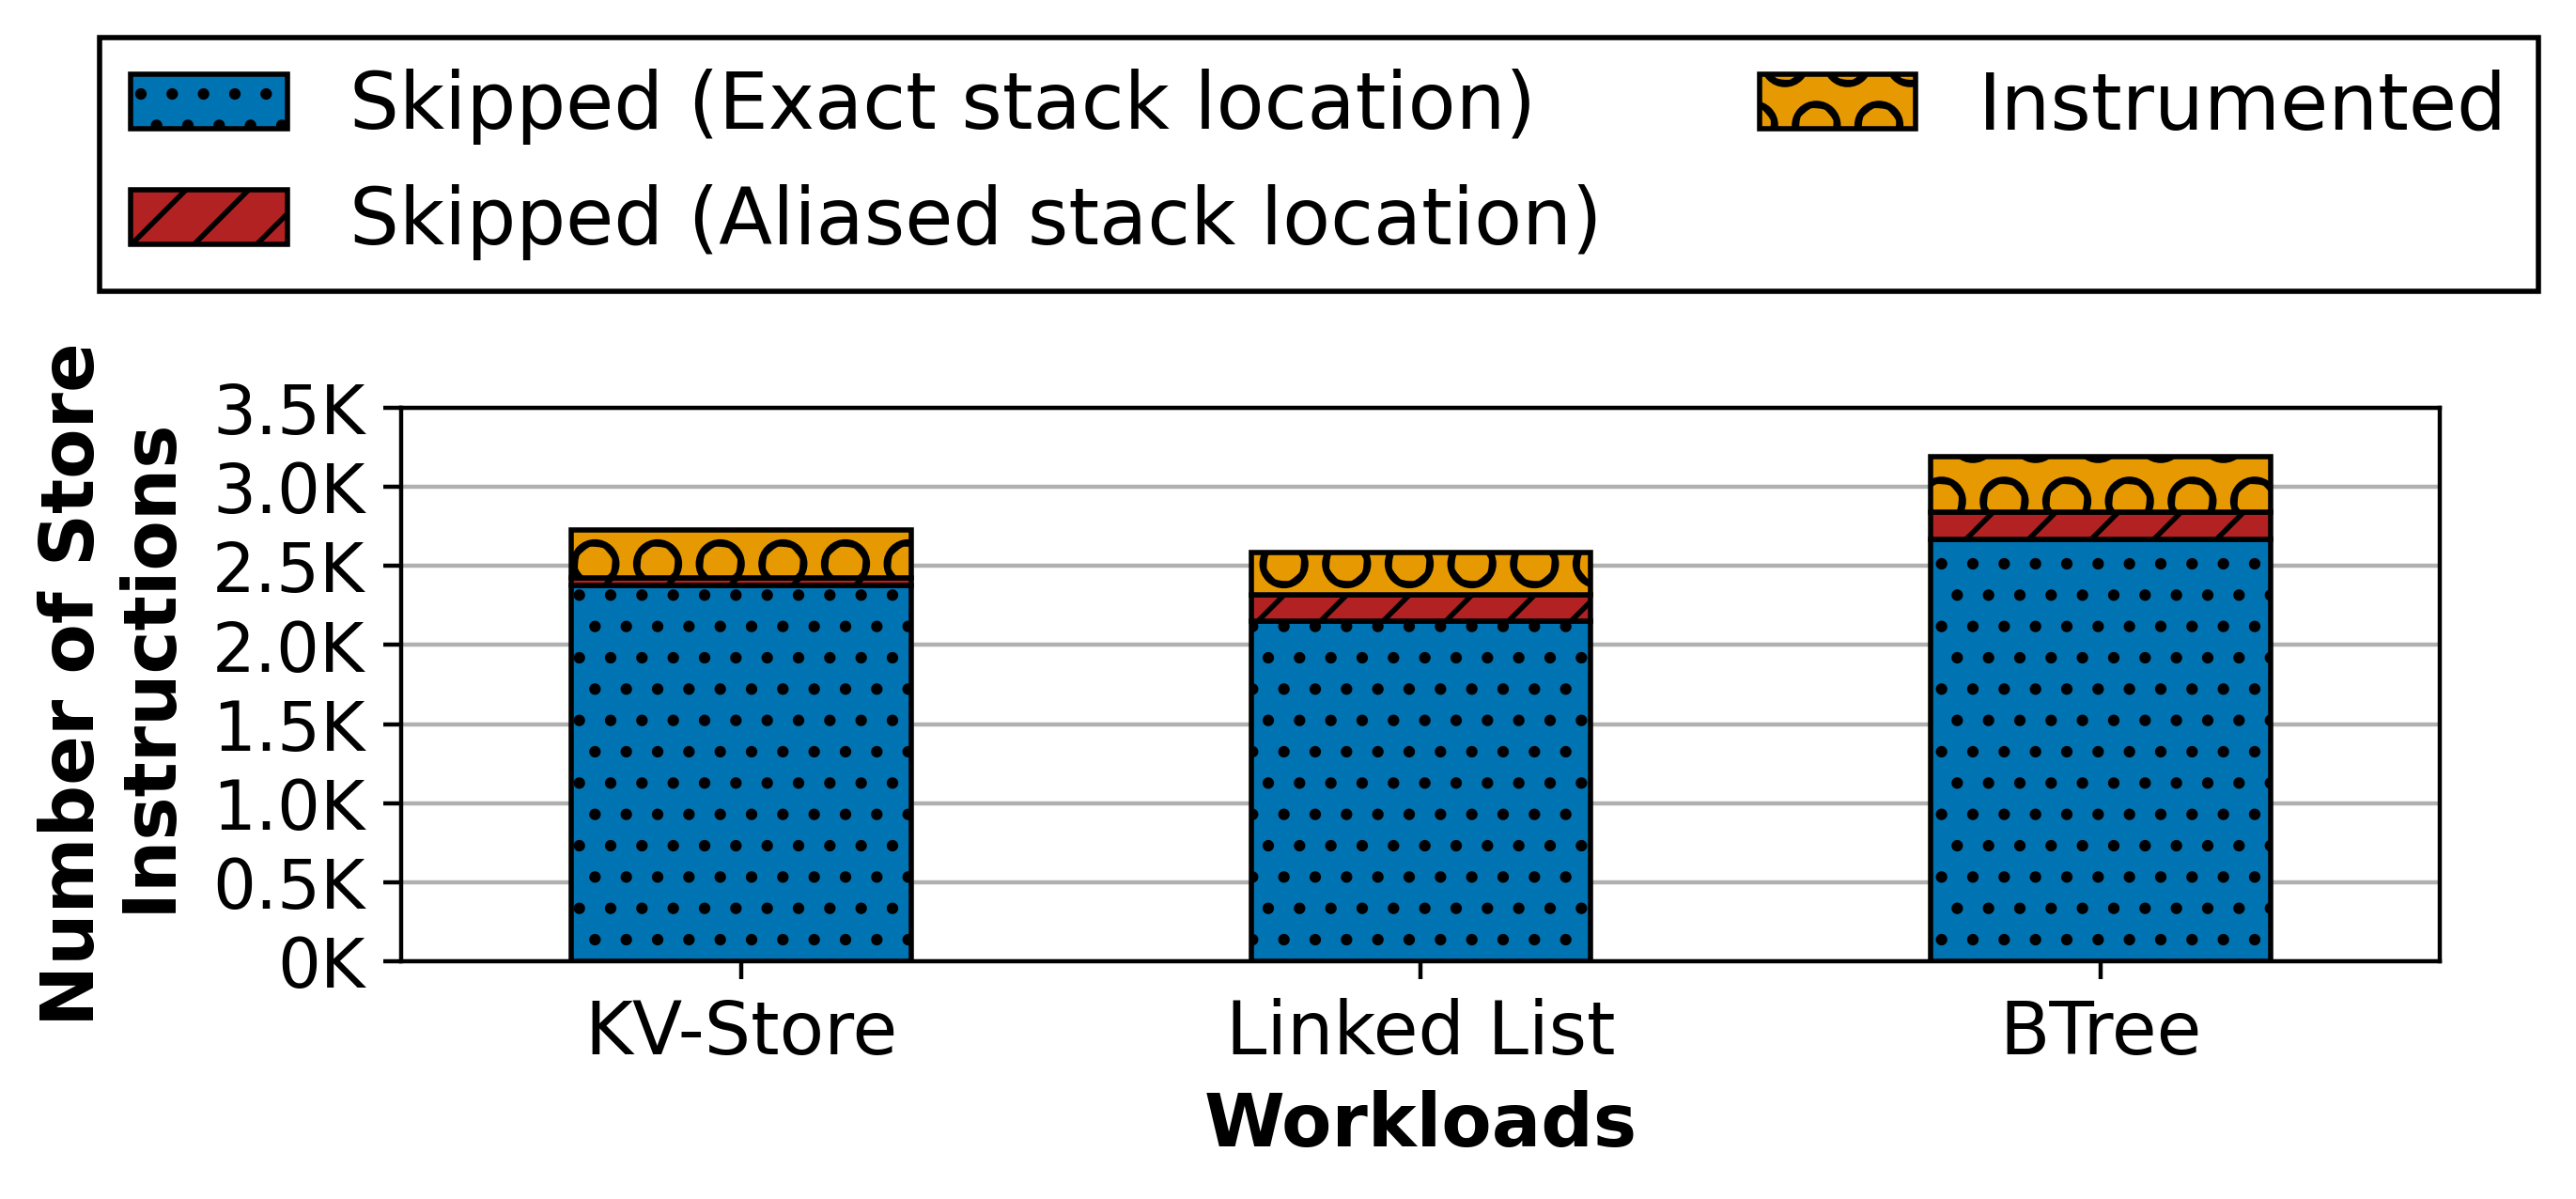 Skipped (Exact stack location)
Skipped (Aliased stack location)
Instrumented
Number of Store
Instructions
3.5K
3.0K
2.5K
2.0K
1.5K
1.0K
0.5K
0K
KV-Store
Linked List
BTree
Workloads